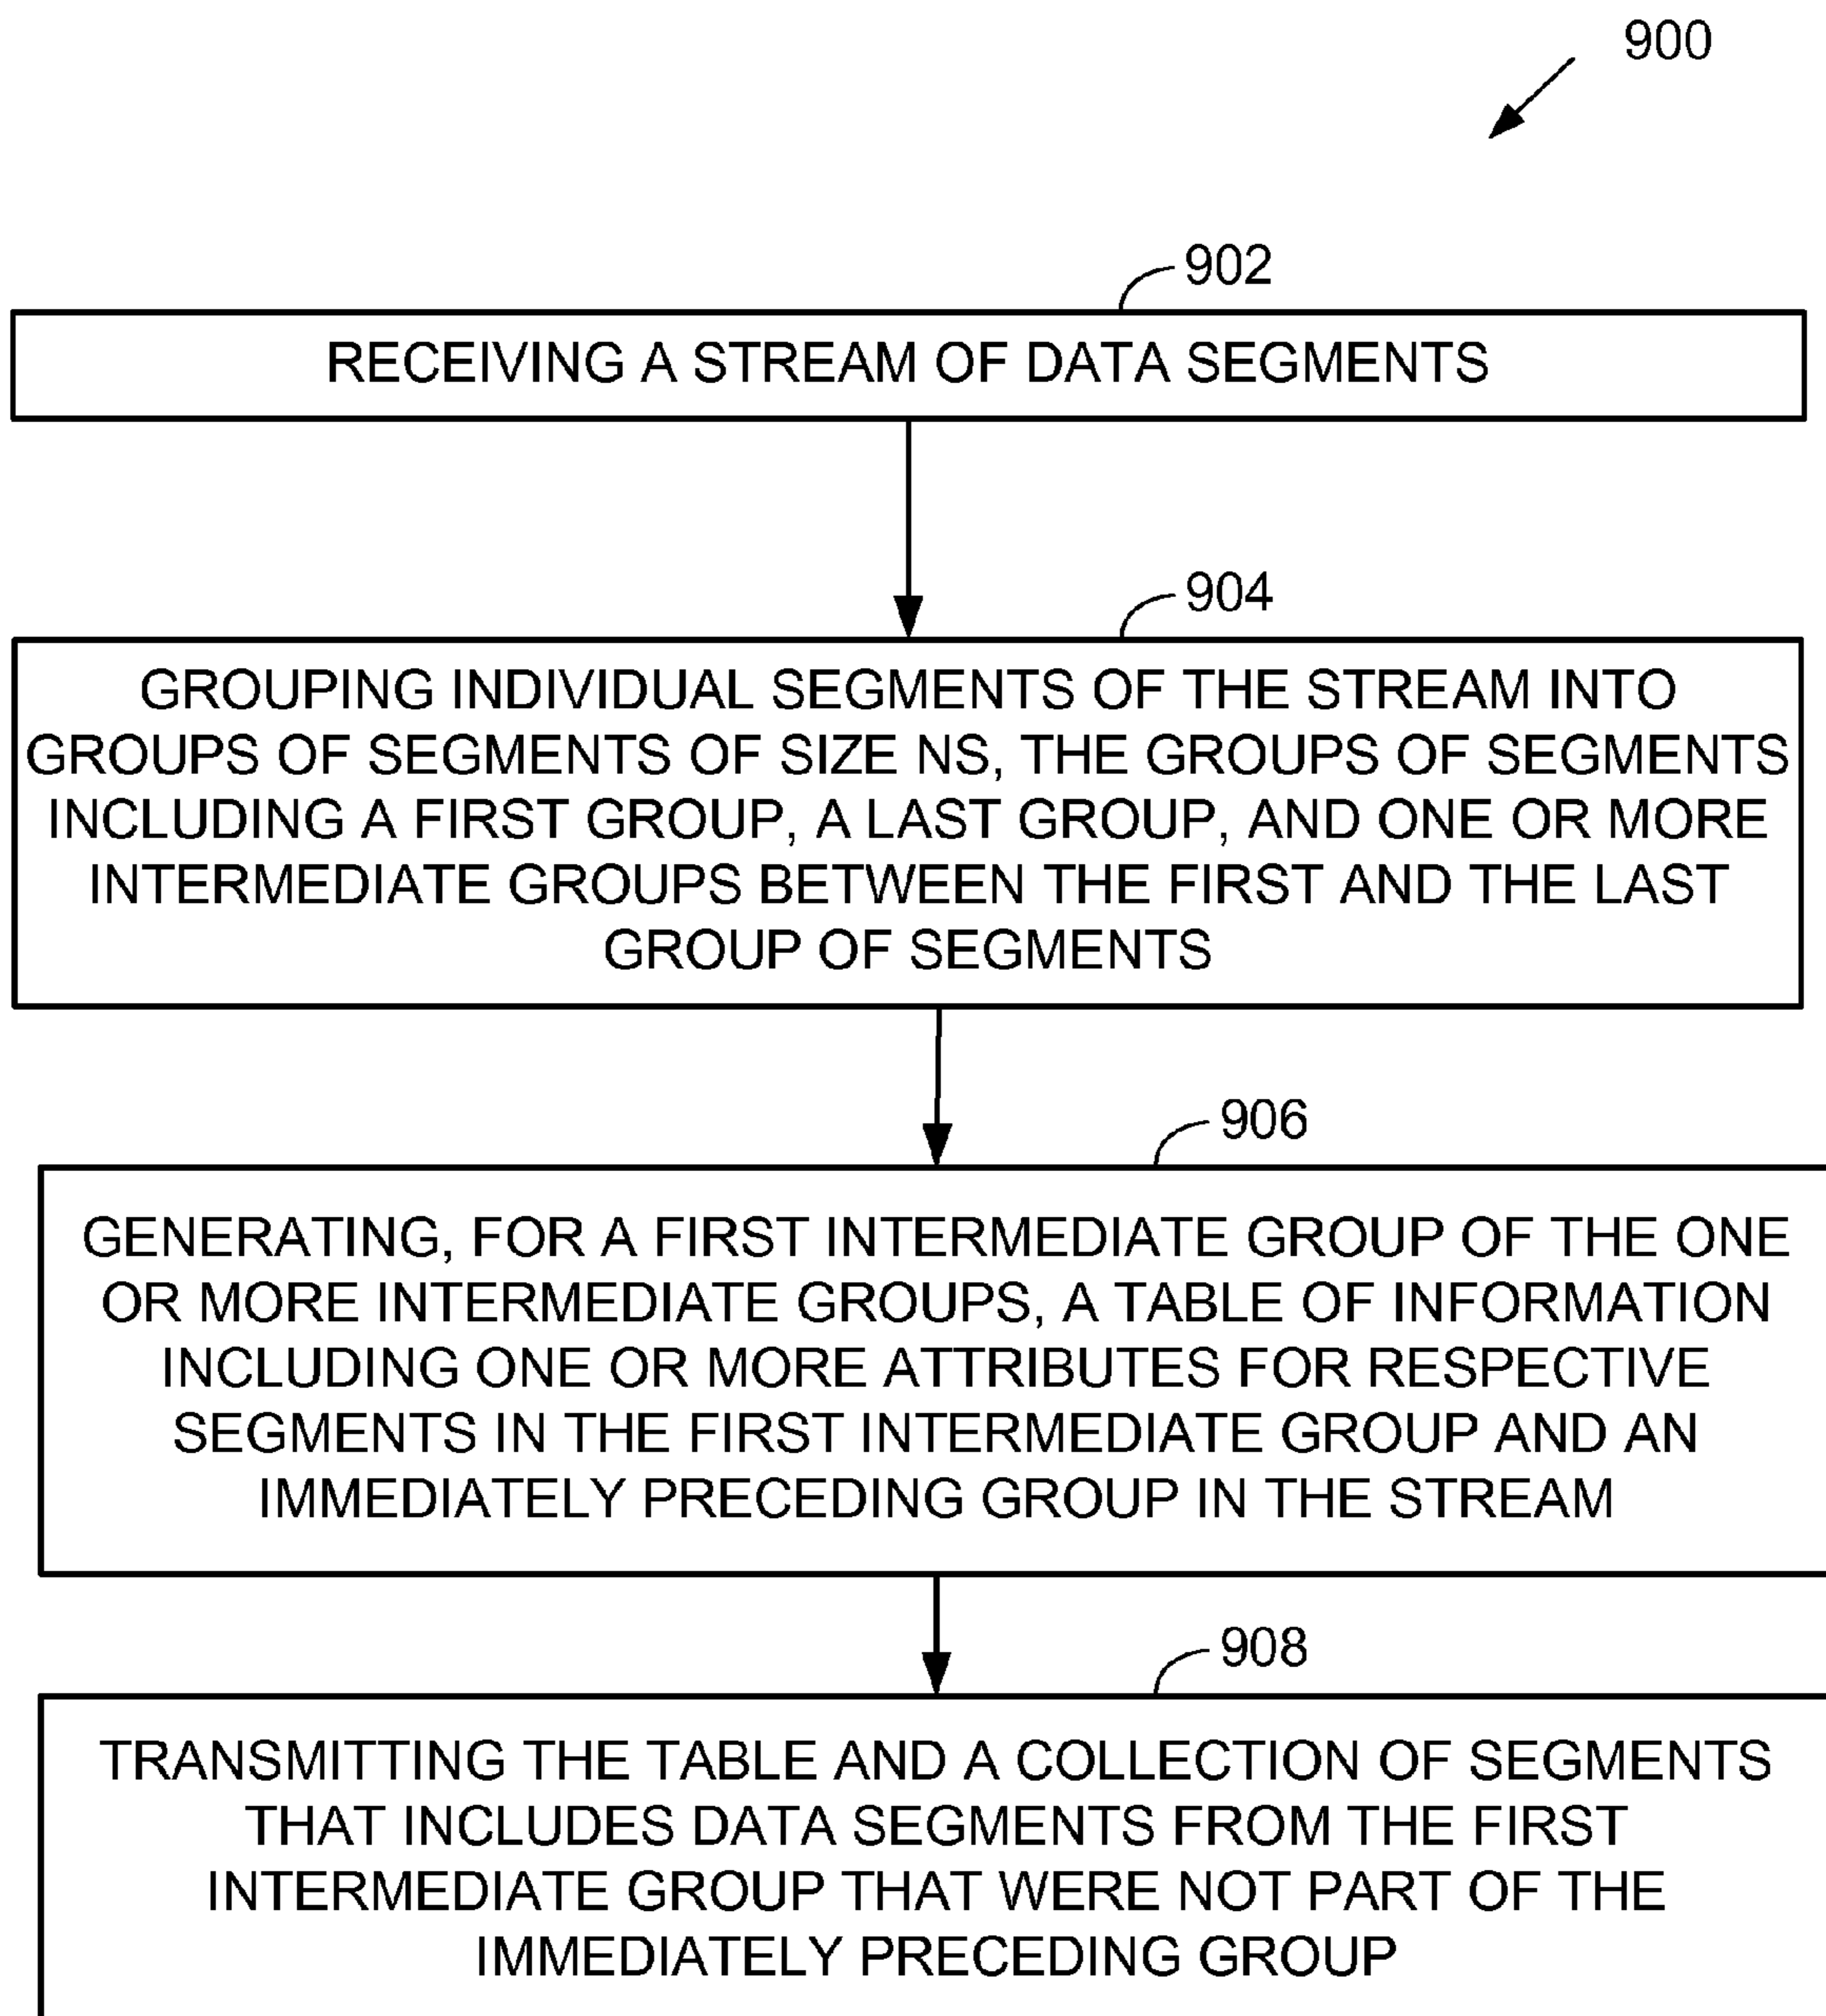 900
902
RECEIVING A STREAM OF DATA SEGMENTS
904
GROUPING INDIVIDUAL SEGMENTS OF THE STREAM INTO
GROUPS OF SEGMENTS OF SIZE NS, THE GROUPS OF SEGMENTS
INCLUDING A FIRST GROUP, A LAST GROUP, AND ONE OR MORE
INTERMEDIATE GROUPS BETWEEN THE FIRST AND THE LAST
GROUP OF SEGMENTS
906
GENERATING, FOR A FIRST INTERMEDIATE GROUP OF THE ONE
OR MORE INTERMEDIATE GROUPS, A TABLE OF INFORMATION
INCLUDING ONE OR MORE ATTRIBUTES FOR RESPECTIVE
SEGMENTS IN THE FIRST INTERMEDIATE GROUP AND AN
IMMEDIATELY PRECEDING GROUP IN THE STREAM
908
TRANSMITTING THE TABLE AND A COLLECTION OF SEGMENTS
THAT INCLUDES DATA SEGMENTS FROM THE FIRST
INTERMEDIATE GROUP THAT WERE NOT PART OF THE
IMMEDIATELY PRECEDING GROUP